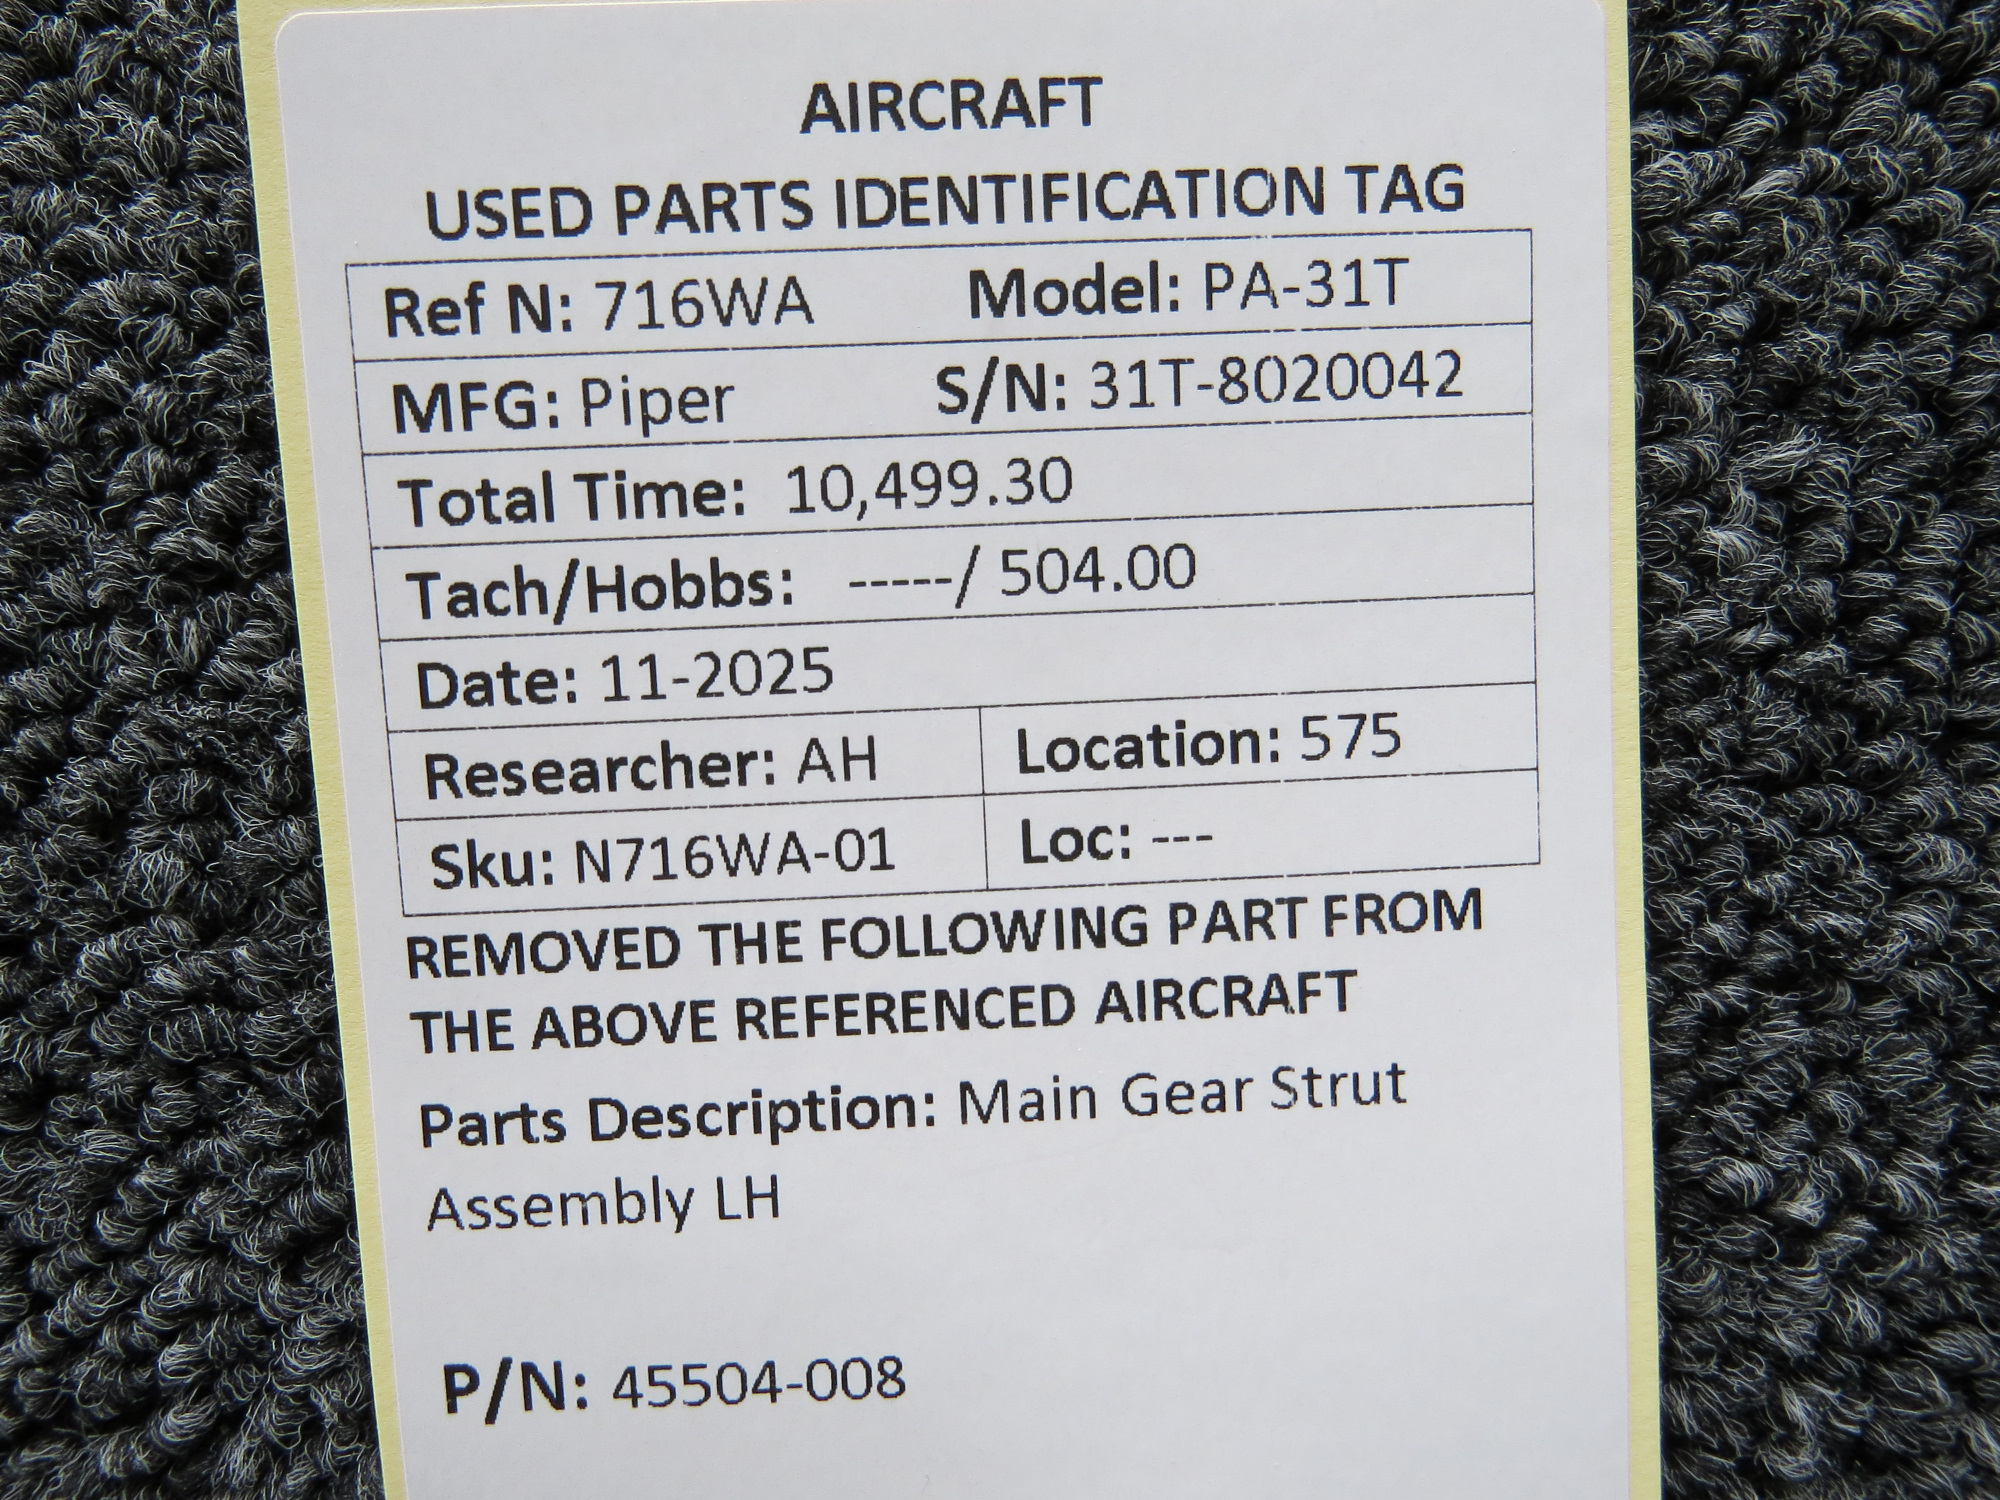 AIRCRAFT
USED PARTS IDENTIFICATION TAG
Ref N: 716WA Model: PA-31T
MFG: Piper S/N: 31T-8020042
Total Time: 10,499.30
Tach/Hobbs: -----/ 504.00
Date: 11-2025
Researcher: AH Location: 575
Sku: N716WA-01 Loc: ---
REMOVED THE FOLLOWING PART FROM
THE ABOVE REFERENCED AIRCRAFT
Parts Description: Main Gear Strut
Assembly LH
P/N: 45504-008